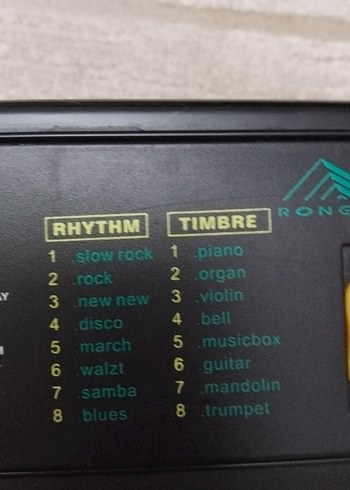 RHYTHM
1 .slow rock
2 .rock
3 .new new
4 .disco
5 .march
6 .walzt
7 .samba
8 .blues
TIMBRE
1 .piano
2 .organ
3 .violin
4 .bell
5 .musicbox
6 .guitar
7 .mandolin
8 .trumpet
RONG